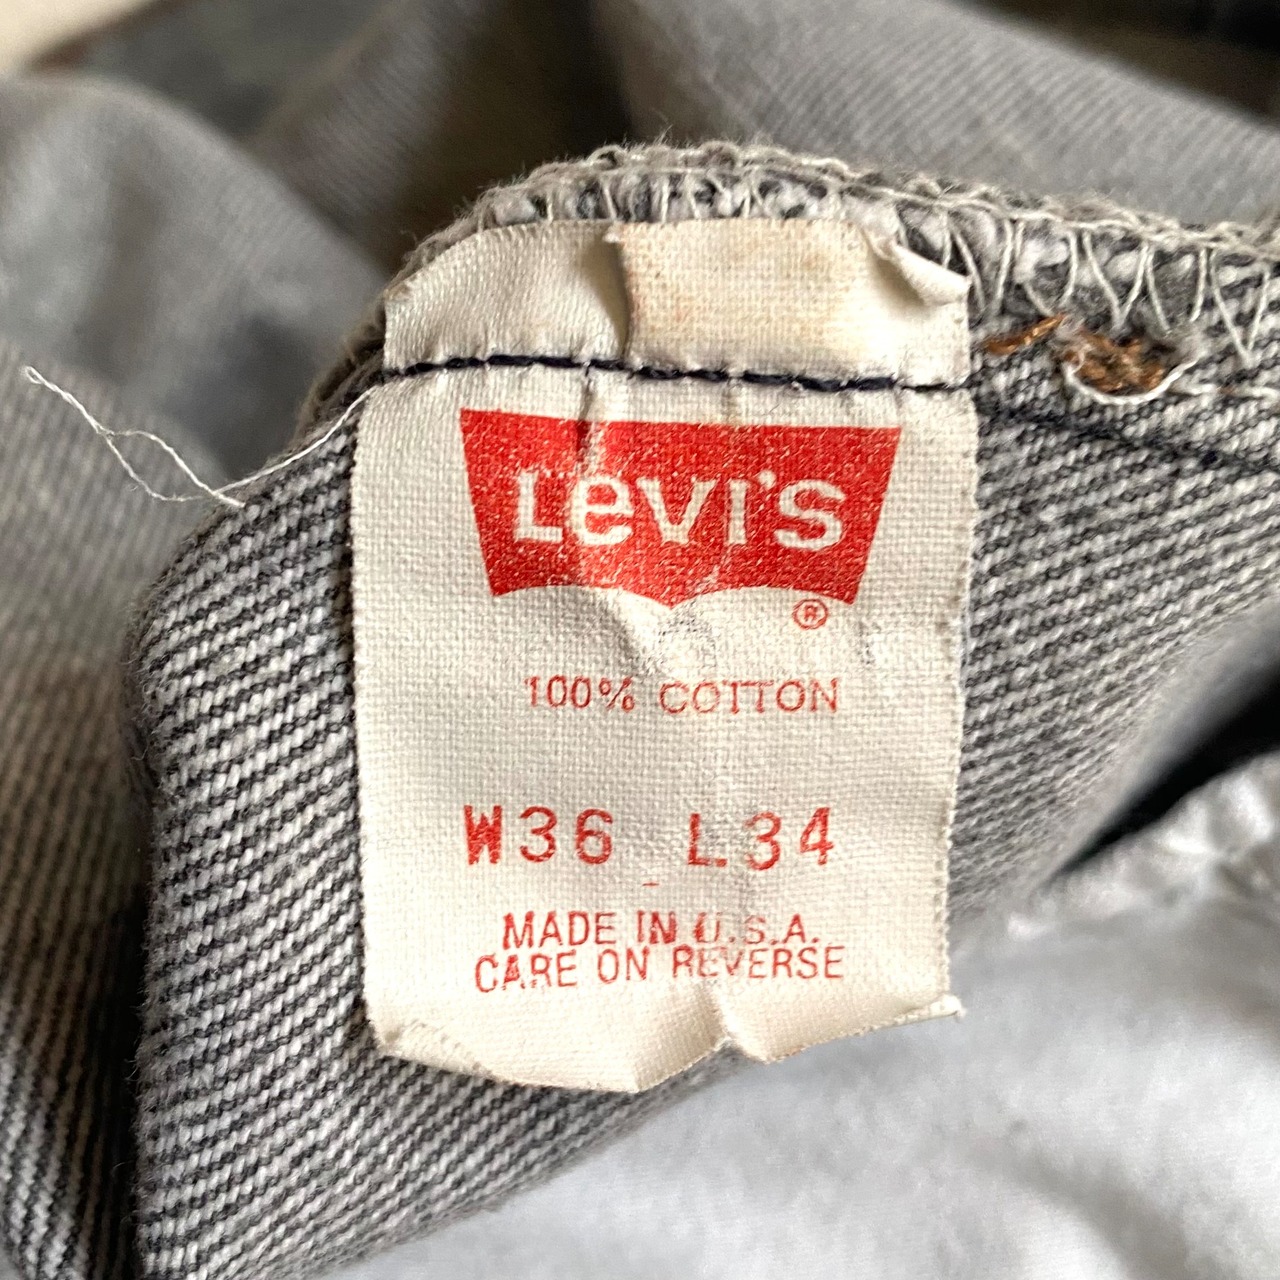 Levi's
®
100% COTTON
W36 L34
MADE IN U.S.A.
CARE ON REVERSE